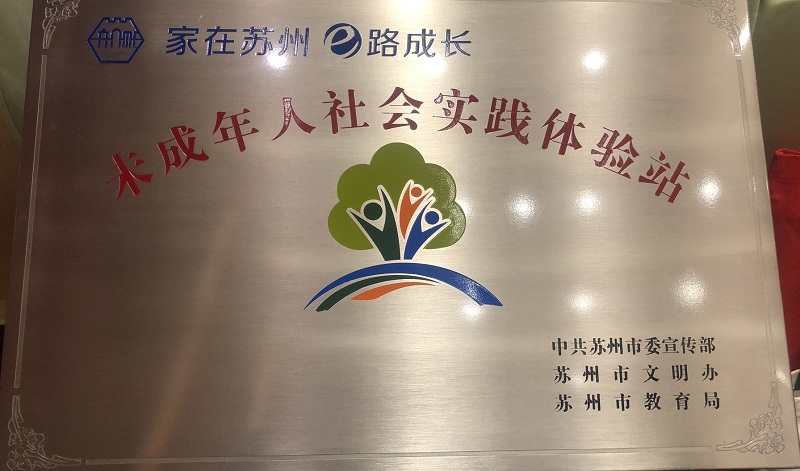 家在苏州 e路成长
未成年人社会实践体验站
中共苏州市委宣传部
苏州市文明办
苏州市教育局